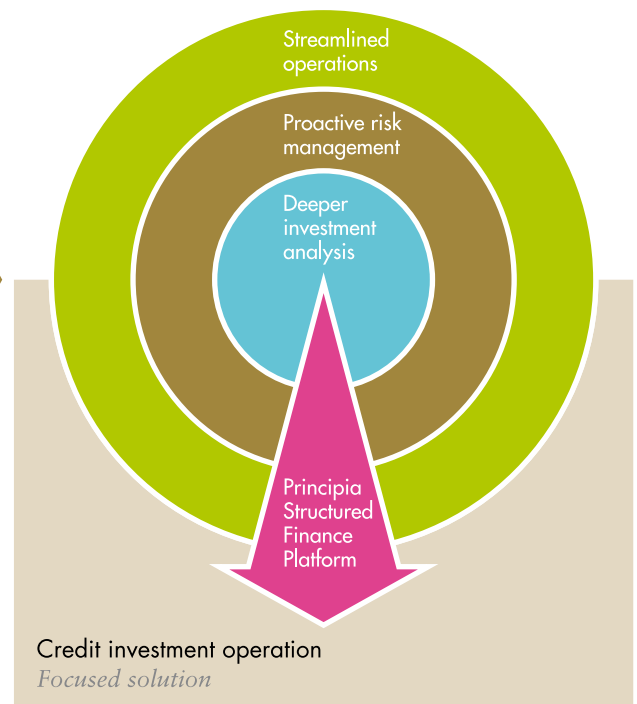 Streamlined
operations
Proactive risk
management
Deeper
investment
analysis
Principia
Structured
Finance
Platform
Credit investment operation
Focused solution